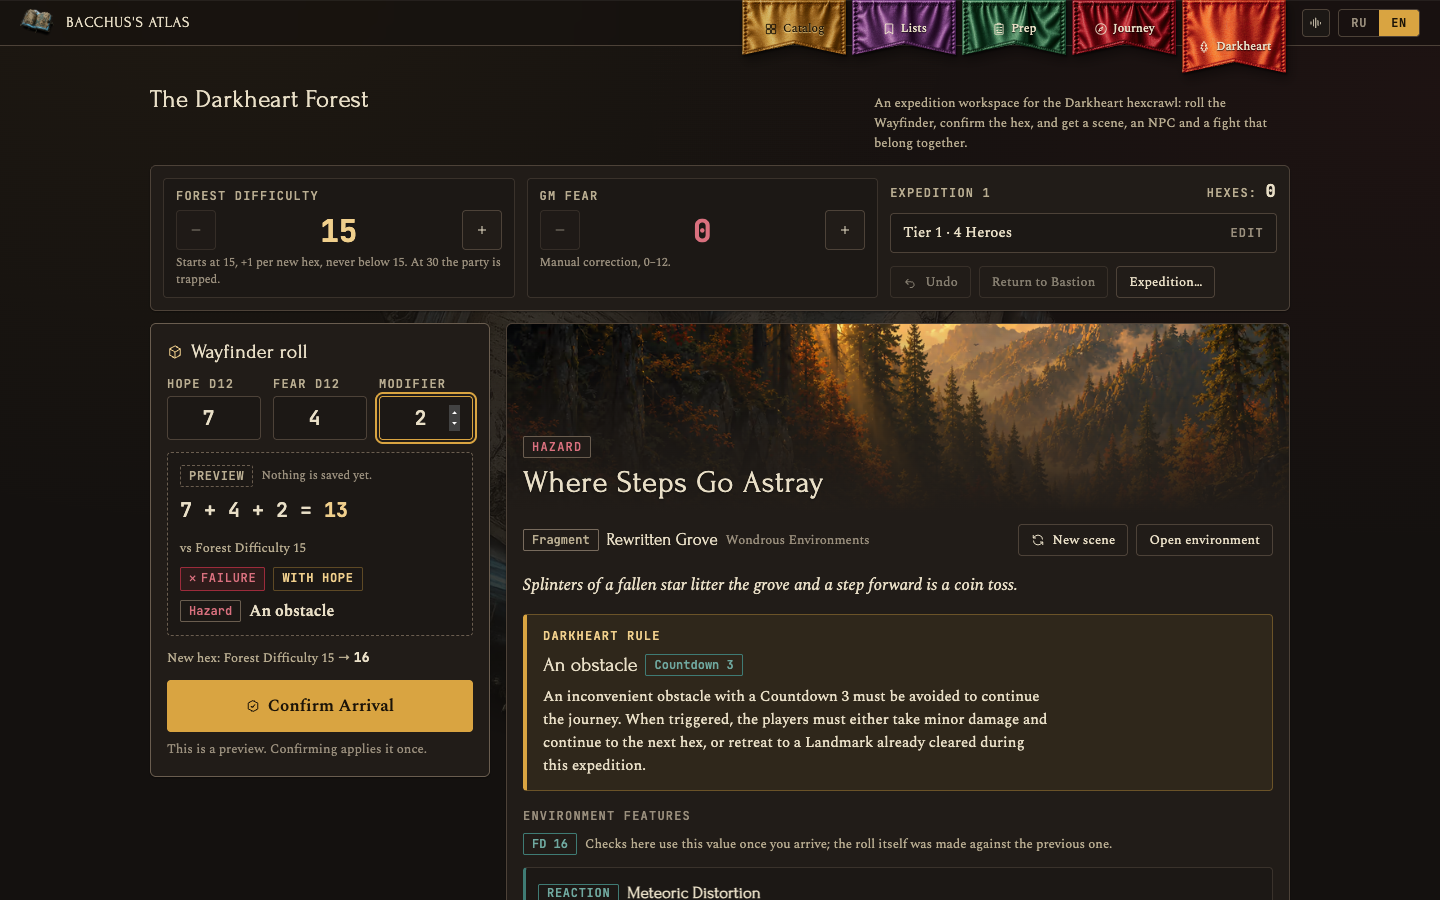 BACCHUS'S ATLAS
Catalog
Lists
Prep
Journey
Darkheart
RU
EN
The Darkheart Forest
An expedition workspace for the Darkheart hexcrawl: roll the
Wayfinder, confirm the hex, and get a scene, an NPC and a fight that
belong together.
FOREST DIFFICULTY
− 15 +
Starts at 15, +1 per new hex, never below 15. At 30 the party is
trapped.
GM FEAR
− 0 +
Manual correction, 0–12.
EXPEDITION 1
HEXES: 0
Tier 1 · 4 Heroes
EDIT
Undo
Return to Bastion
Expedition…
Wayfinder roll
HOPE D12
FEAR D12
MODIFIER
7
4
2
PREVIEW
Nothing is saved yet.
7 + 4 + 2 = 13
vs Forest Difficulty 15
× FAILURE
WITH HOPE
Hazard
An obstacle
New hex: Forest Difficulty 15 → 16
Confirm Arrival
This is a preview. Confirming applies it once.
HAZARD
Where Steps Go Astray
Fragment
Rewritten Grove
Wondrous Environments
New scene
Open environment
Splinters of a fallen star litter the grove and a step forward is a coin toss.
DARKHEART RULE
An obstacle
Countdown 3
An inconvenient obstacle with a Countdown 3 must be avoided to continue
the journey. When triggered, the players must either take minor damage and
continue to the next hex, or retreat to a Landmark already cleared during
this expedition.
ENVIRONMENT FEATURES
FD 16
Checks here use this value once you arrive; the roll itself was made against the previous one.
REACTION
Meteoric Distortion